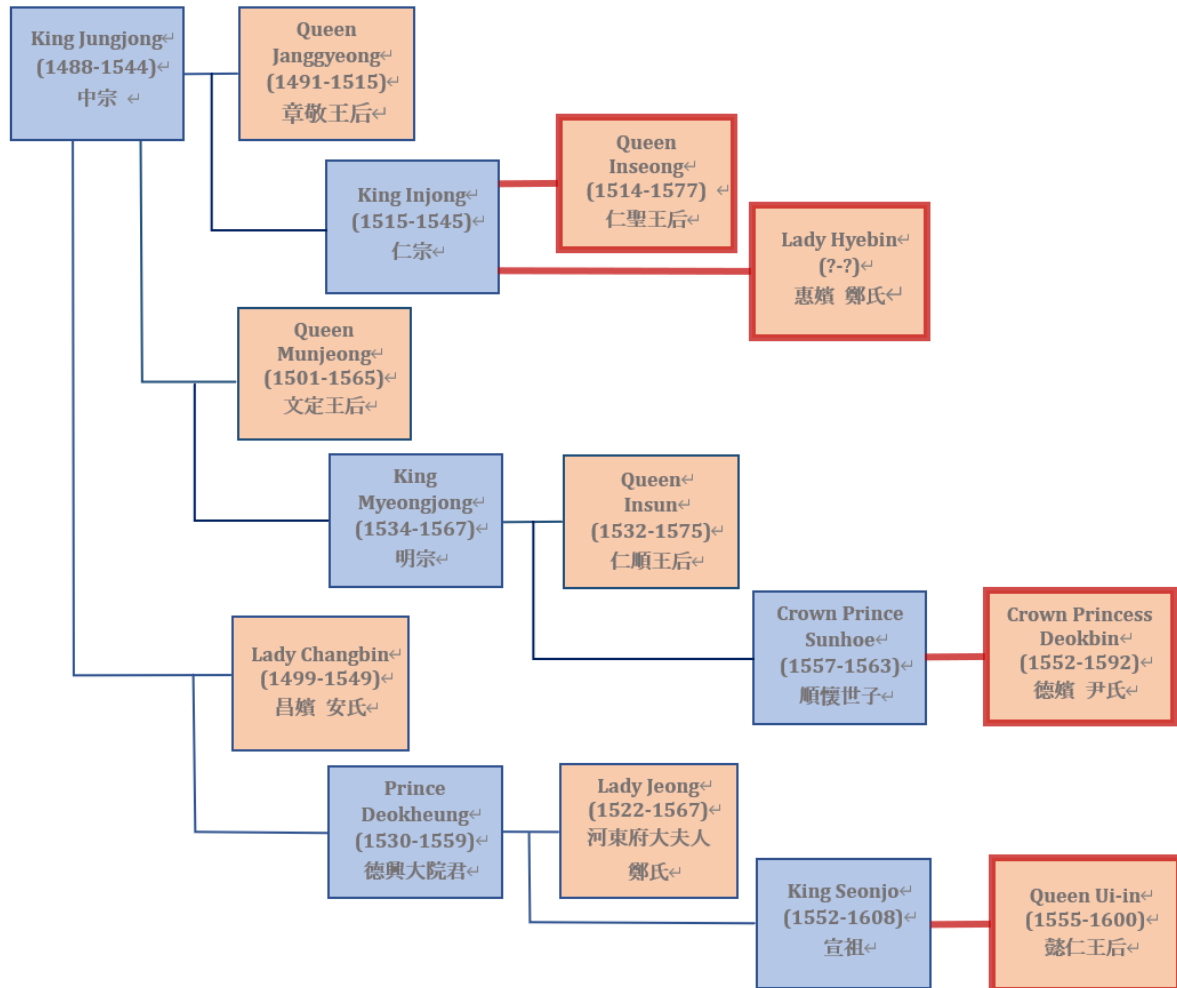 King Jungjong↵
(1488-1544)↵
中宗 ↵
Queen
Janggyeong↵
(1491-1515)↵
章敬王后↵
King Injong↵
(1515-1545)↵
仁宗↵
Queen
Inseong↵
(1514-1577) ↵
仁聖王后↵
Lady Hyebin↵
(?-?)↵
惠嬪 鄭氏↵
Queen
Munjeong↵
(1501-1565)↵
文定王后↵
King
Myeongjong↵
(1534-1567)↵
明宗↵
Queen↵
Insun↵
(1532-1575)↵
仁順王后↵
Crown Prince
Sunhoe↵
(1557-1563)↵
順懷世子↵
Crown Princess
Deokbin↵
(1552-1592)↵
德嬪 尹氏↵
Lady Changbin↵
(1499-1549)↵
昌嬪 安氏↵
Prince
Deokheung↵
(1530-1559)↵
德興大院君↵
Lady Jeong↵
(1522-1567)↵
河東府大夫人
鄭氏↵
King Seonjo↵
(1552-1608)↵
宣祖↵
Queen Ui-in↵
(1555-1600)↵
懿仁王后↵